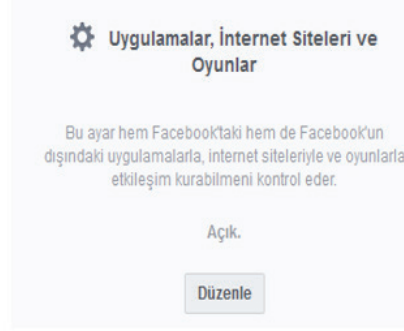 Uygulamalar, İnternet Siteleri ve
Oyunlar
Bu ayar hem Facebook'taki hem de Facebook'un
dışındaki uygulamalarla, internet siteleriyle ve oyunlarla
etkileşim kurabilmeni kontrol eder.
Açık.
Düzenle